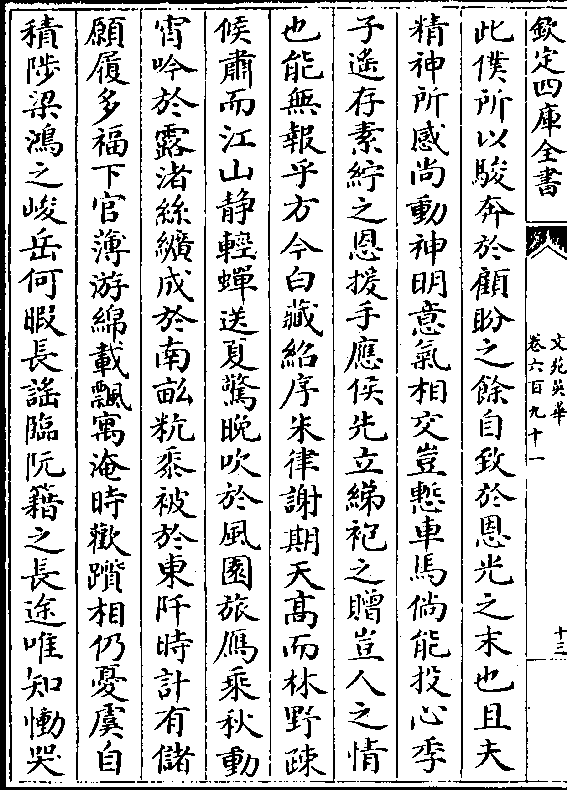 欽定四庫全書
文苑英華
卷六百九十一
十三
此僕所以駿奔於顧盼之餘自致於恩光之末也且夫
精神所感尚動神明意氣相交豈慙車馬倘能投心季
子遙存素紵之恩援手應侯先立綈袍之贈豈人之情
也能無報乎方今白藏紹序朱律謝期天髙而林野疎
候肅而江山静輕蟬送夏驚晩吹於風園旅鴈乘秋動
宵吟於露渚絲纊成於南畆秔黍被於東阡時計有儲
願履多福下官薄游綿載飄寓淹時歡躓相仍憂虞自
積陟梁鴻之峻岳何暇長謡臨阮籍之長途唯知慟哭